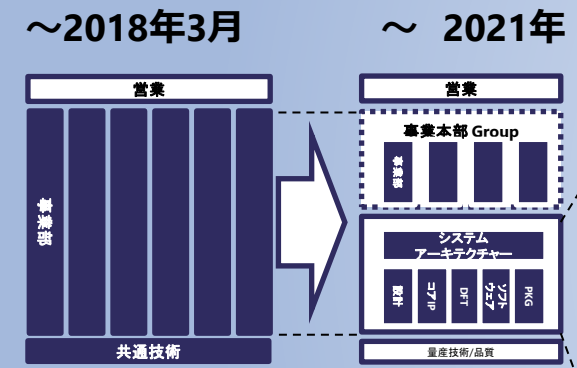 ～2018年3月
～ 2021年
営業
事業部
共通技術
営業
事業本部 Group
事業部
システム
アーキテクチャー
設計
コアIP
DFT
ソフト
ウェア
PKG
量産技術/品質